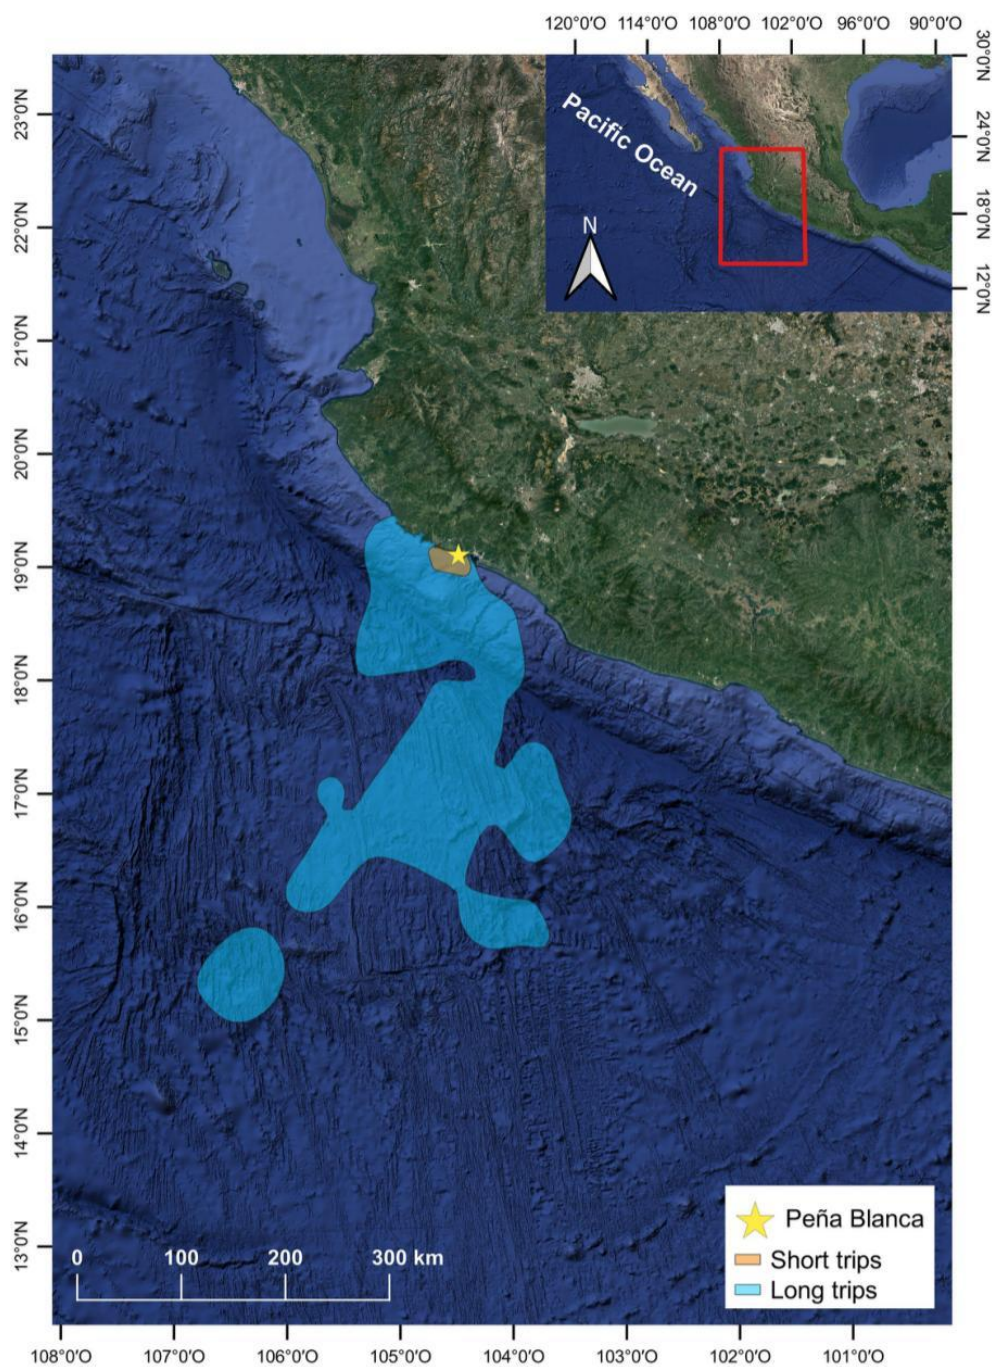 120°0'O 114°0'O 108°0'O 102°0'O 96°0'O 90°0'O
30°0'N
24°0'N
18°0'N
12°0'N
Pacific Ocean
N
23°0'N
22°0'N
21°0'N
20°0'N
19°0'N
18°0'N
17°0'N
16°0'N
15°0'N
14°0'N
13°0'N
0 100 200 300 km
Peña Blanca
Short trips
Long trips
108°0'O 107°0'O 106°0'O 105°0'O 104°0'O 103°0'O 102°0'O 101°0'O